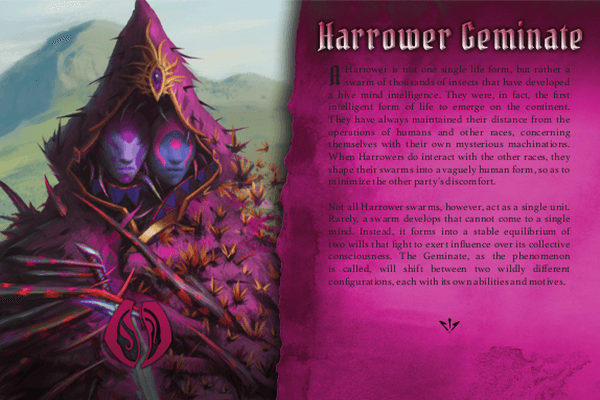 Harrower Geminate
A Harrower is not one single life form, but rather a
swarm of thousands of insects that have developed
a hive mind intelligence. They were, in fact, the first
intelligent form of life to emerge on the continent.
They have always maintained their distance from the
operations of humans and other races, concerning
themselves with their own mysterious machinations.
When Harrowers do interact with the other races, they
shape their swarms into a vaguely human form, so as to
minimize the other party's discomfort.
Not all Harrower swarms, however, act as a single unit.
Rarely, a swarm develops that cannot come to a single
mind. Instead, it forms into a stable equilibrium of
two wills that fight to exert influence over its collective
consciousness. The Geminate, as the phenomenon
is called, will shift between two wildly different
configurations, each with its own abilities and motives.